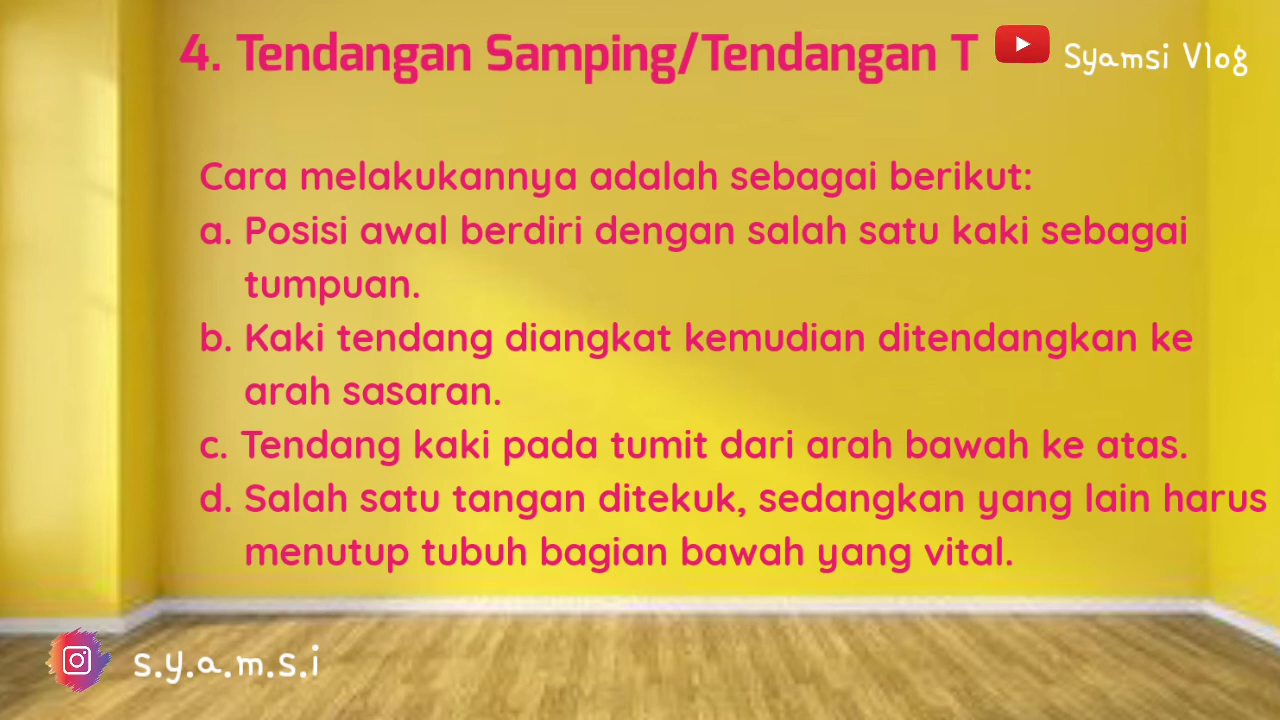 4. Tendangan Samping/Tendangan T
Syamsi Vlog
Cara melakukannya adalah sebagai berikut:
a. Posisi awal berdiri dengan salah satu kaki sebagai
tumpuan.
b. Kaki tendang diangkat kemudian ditendangkan ke
arah sasaran.
c. Tendang kaki pada tumit dari arah bawah ke atas.
d. Salah satu tangan ditekuk, sedangkan yang lain harus
menutup tubuh bagian bawah yang vital.
s.y.a.m.s.i